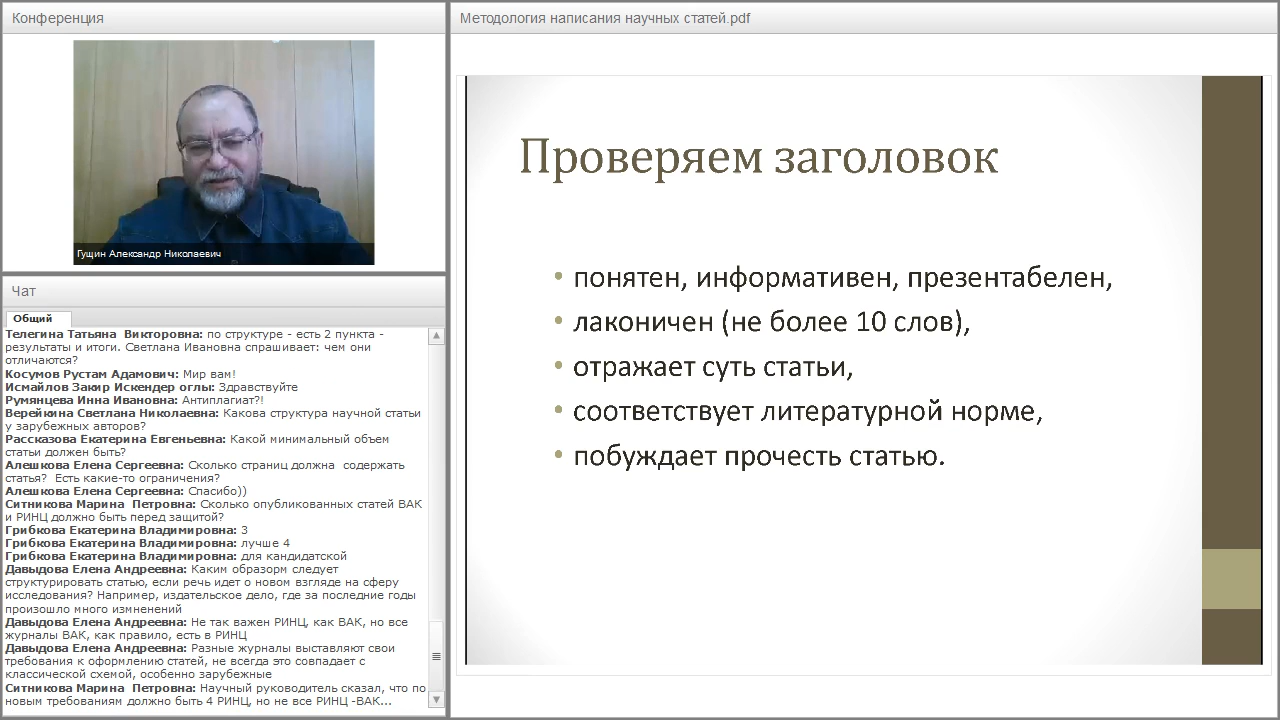 Конференция
Гущин Александр Николаевич
Чат
Общий
Телегина Татьяна Викторовна: по структуре - есть 2 пункта -
результаты и итоги. Светлана Ивановна спрашивает: чем они
отличаются?
Косумов Рустам Адамович: Мир вам!
Исмайлов Закир Искендер оглы: Здравствуйте
Румянцева Инна Ивановна: Антиплагиат?!
Верейкина Светлана Николаевна: Какова структура научной статьи
у зарубежных авторов?
Рассказова Екатерина Евгеньевна: Какой минимальный объем
статьи должен быть?
Алешкова Елена Сергеевна: Сколько страниц должна содержать
статья? Есть какие-то ограничения?
Алешкова Елена Сергеевна: Спасибо))
Ситникова Марина Петровна: Сколько опубликованных статей ВАК
и РИНЦ должно быть перед защитой?
Грибкова Екатерина Владимировна: 3
Грибкова Екатерина Владимировна: лучше 4
Грибкова Екатерина Владимировна: для кандидатской
Давыдова Елена Андреевна: Каким образорм следует
структурировать статью, если речь идет о новом взгляде на сферу
исследования? Например, издательское дело, где за последние годы
произошло много измненений
Давыдова Елена Андреевна: Не так важен РИНЦ, как ВАК, но все
журналы ВАК, как правило, есть в РИНЦ
Давыдова Елена Андреевна: Разные журналы выставляют свои
требования к оформлению статей, не всегда это совпадает с
классической схемой, особенно зарубежные
Ситникова Марина Петровна: Научный руководитель сказал, что по
новым требованиям должно быть 4 РИНЦ, но не все РИНЦ -ВАК...
Методология написания научных статей.pdf
Проверяем заголовок
• понятен, информативен, презентабелен,
• лаконичен (не более 10 слов),
• отражает суть статьи,
• соответствует литературной норме,
• побуждает прочесть статью.